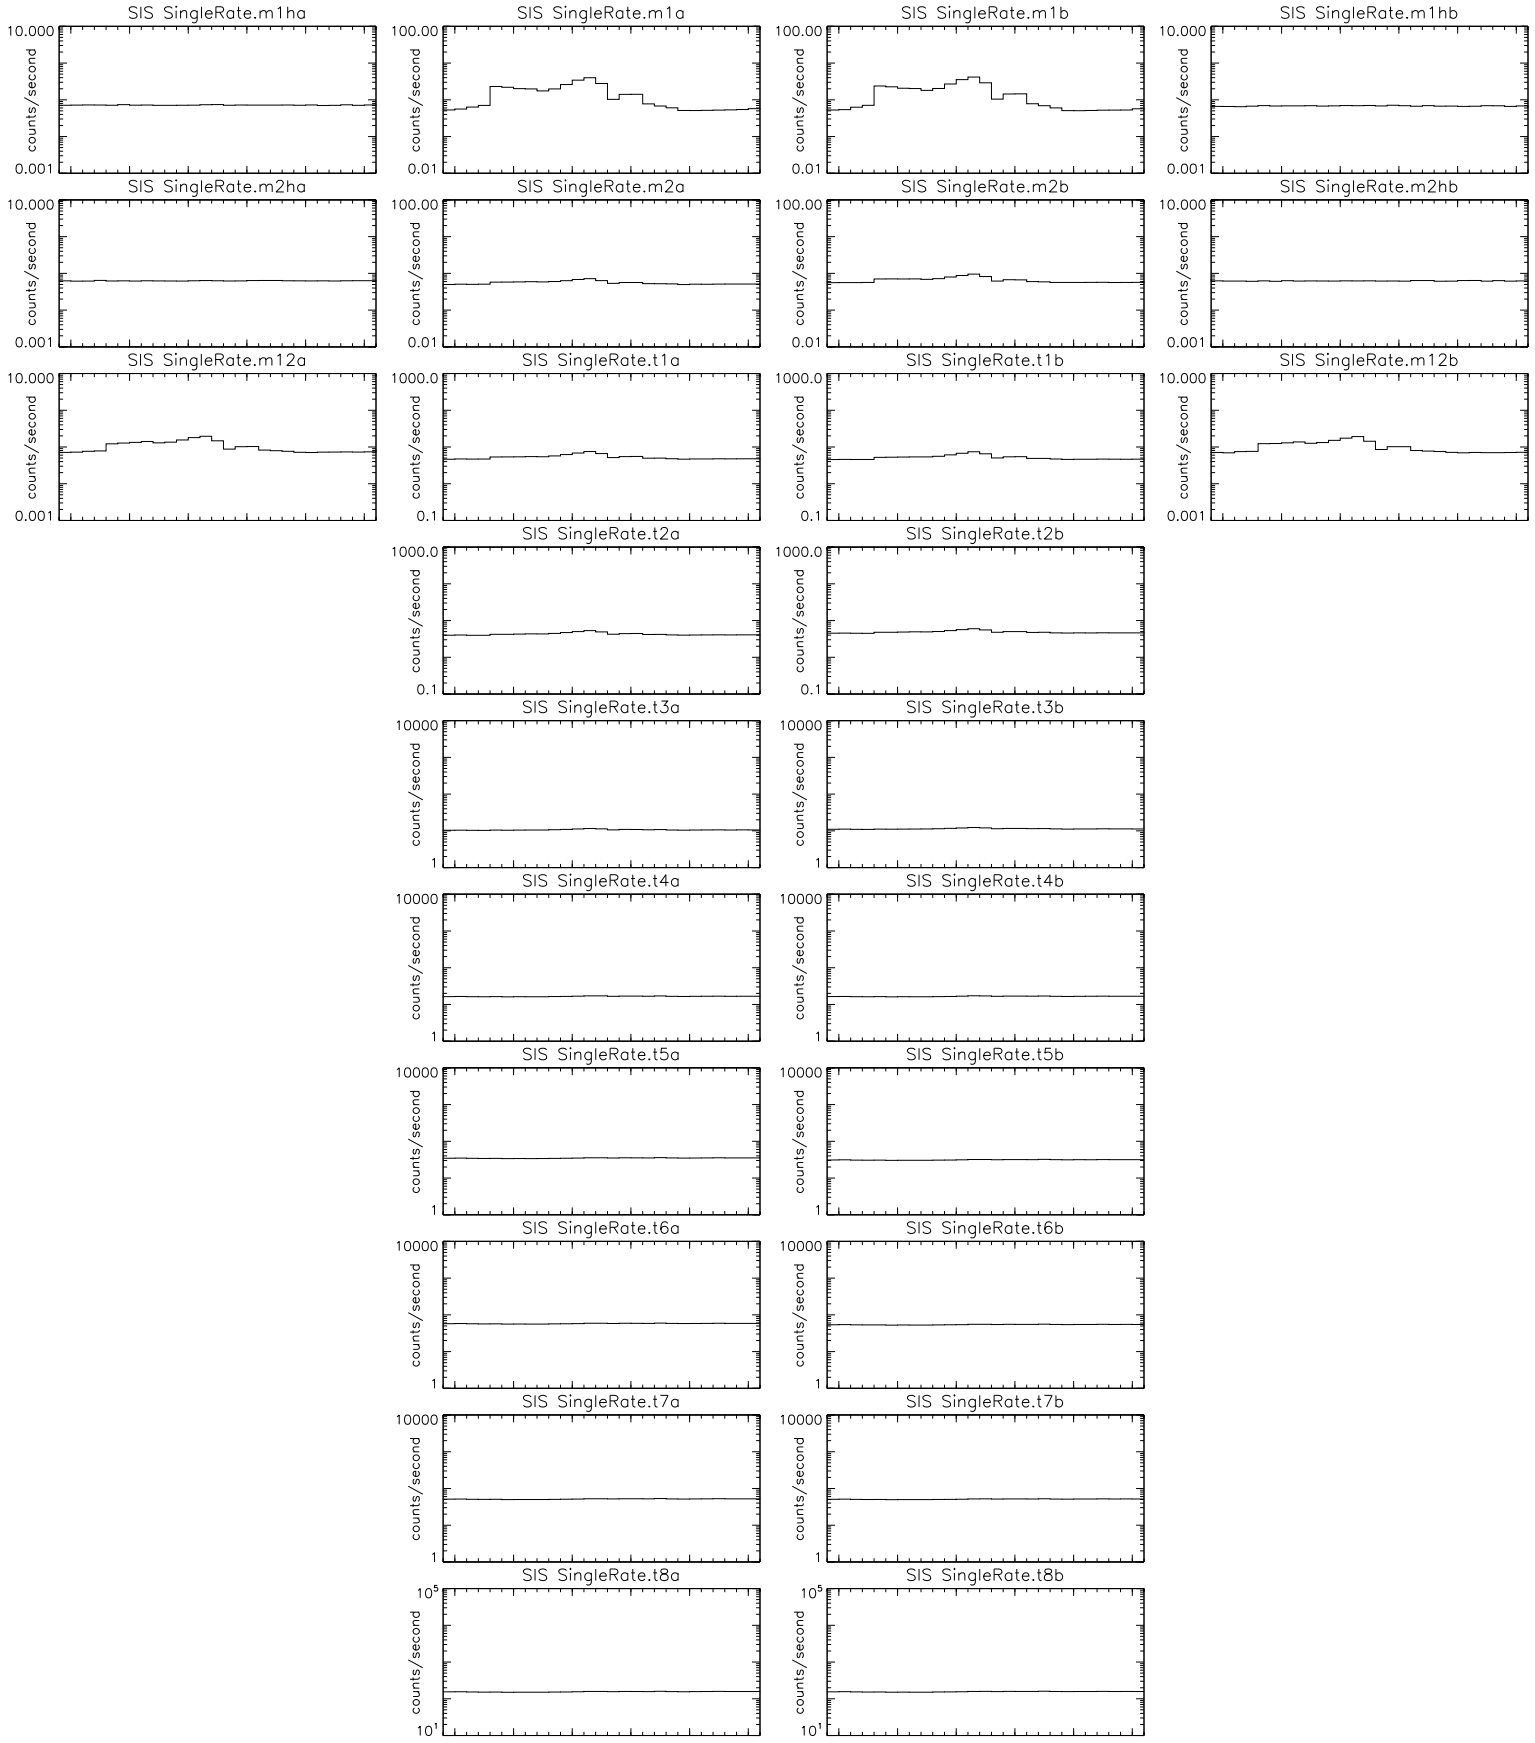 SIS SingleRate.m1ha
10.000
counts/second
0.001
SIS SingleRate.m1a
100.00
counts/second
0.01
SIS SingleRate.m1b
100.00
counts/second
0.01
SIS SingleRate.m1hb
10.000
counts/second
0.001
SIS SingleRate.m2ha
10.000
counts/second
0.001
SIS SingleRate.m2a
100.00
counts/second
0.01
SIS SingleRate.m2b
100.00
counts/second
0.01
SIS SingleRate.m2hb
10.000
counts/second
0.001
SIS SingleRate.m12a
10.000
counts/second
0.001
SIS SingleRate.t1a
1000.0
counts/second
0.1
SIS SingleRate.t1b
1000.0
counts/second
0.1
SIS SingleRate.m12b
10.000
counts/second
0.001
SIS SingleRate.t2a
1000.0
counts/second
0.1
SIS SingleRate.t2b
1000.0
counts/second
0.1
SIS SingleRate.t3a
10000
counts/second
1
SIS SingleRate.t3b
10000
counts/second
1
SIS SingleRate.t4a
10000
counts/second
1
SIS SingleRate.t4b
10000
counts/second
1
SIS SingleRate.t5a
10000
counts/second
1
SIS SingleRate.t5b
10000
counts/second
1
SIS SingleRate.t6a
10000
counts/second
1
SIS SingleRate.t6b
10000
counts/second
1
SIS SingleRate.t7a
10000
counts/second
1
SIS SingleRate.t7b
10000
counts/second
1
SIS SingleRate.t8a
10⁵
counts/second
10¹
SIS SingleRate.t8b
10⁵
counts/second
10¹